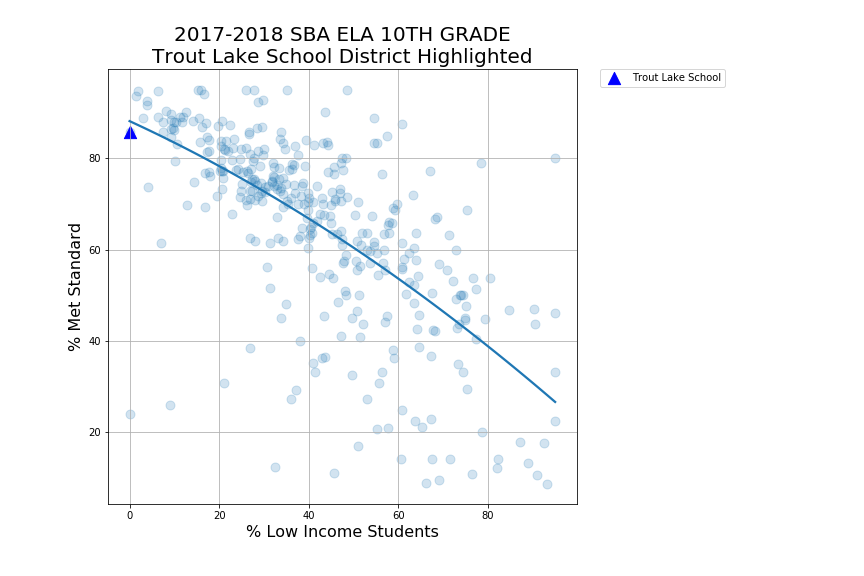 2017-2018 SBA ELA 10TH GRADE
Trout Lake School District Highlighted
Trout Lake School
% Met Standard
80
60
40
20
0
20
40
60
80
% Low Income Students